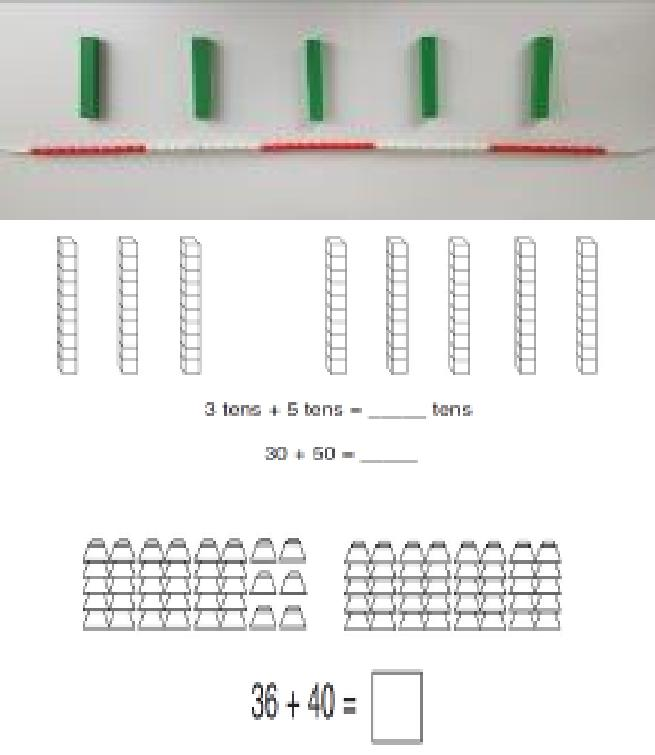 3 tens + 5 tens = _____ tens
30 + 50 = _____
36 + 40 =